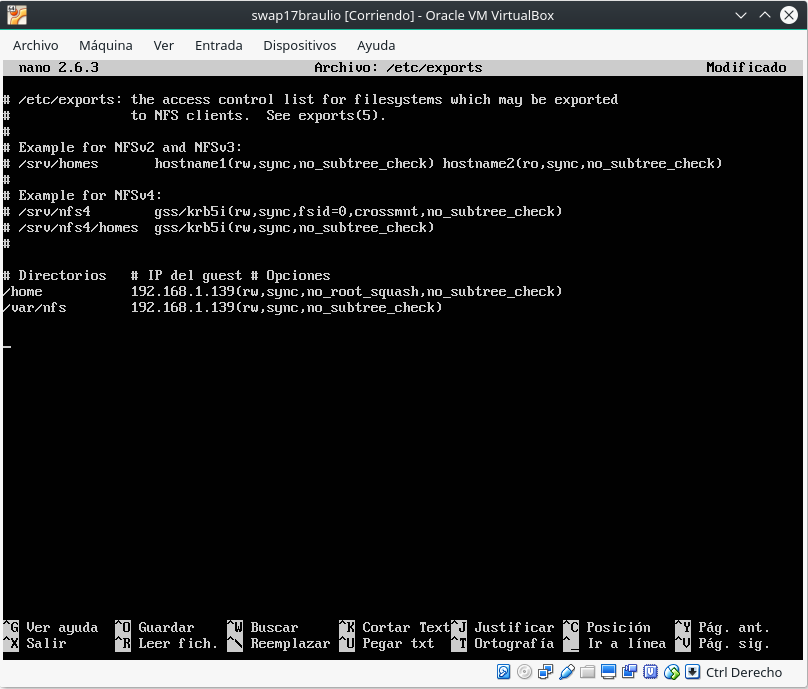 swap17braulio [Corriendo] - Oracle VM VirtualBox
Archivo Máquina Ver Entrada Dispositivos Ayuda
nano 2.6.3 Archivo: /etc/exports Modificado
# /etc/exports: the access control list for filesystems which may be exported
# to NFS clients. See exports(5).
#
# Example for NFSv2 and NFSv3:
# /srv/homes hostname1(rw,sync,no_subtree_check) hostname2(ro,sync,no_subtree_check)
#
# Example for NFSv4:
# /srv/nfs4 gss/krb5i(rw,sync,fsid=0,crossmnt,no_subtree_check)
# /srv/nfs4/homes gss/krb5i(rw,sync,no_subtree_check)
#
# Directorios # IP del guest # Opciones
/home 192.168.1.139(rw,sync,no_root_squash,no_subtree_check)
/var/nfs 192.168.1.139(rw,sync,no_subtree_check)
^G Ver ayuda ^O Guardar ^W Buscar ^K Cortar Text ^J Justificar ^C Posición ^Y Pág. ant.
^X Salir ^R Leer fich. ^\ Reemplazar ^U Pegar txt ^T Ortografía ^_ Ir a línea ^V Pág. sig.
Ctrl Derecho